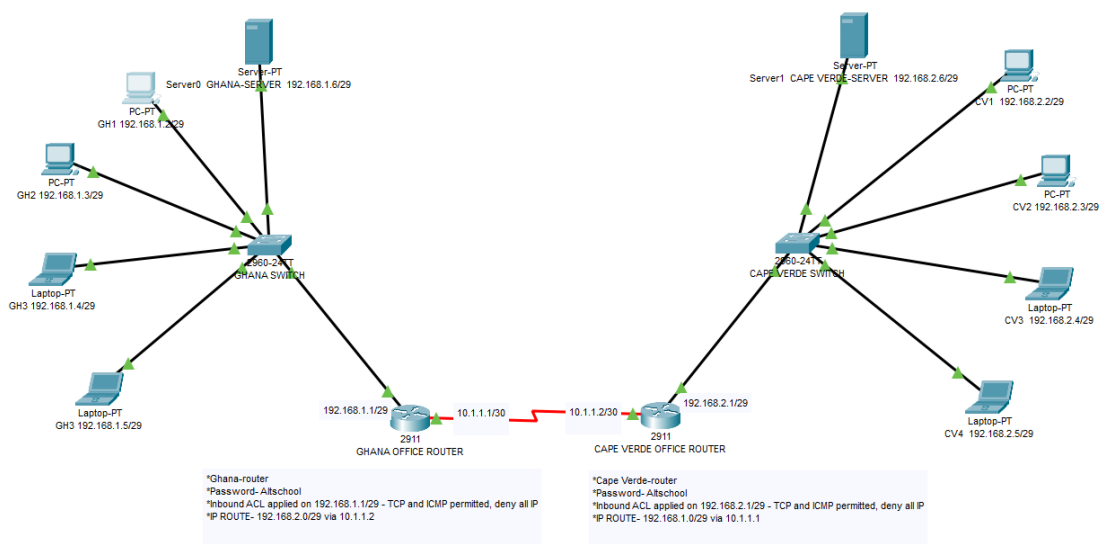 Server-PT
Server0 GHANA-SERVER 192.168.1.6/29
PC-PT
GH1 192.168.1.2/29
PC-PT
GH2 192.168.1.3/29
Laptop-PT
GH3 192.168.1.4/29
Laptop-PT
GH3 192.168.1.5/29
2960-24TT
GHANA SWITCH
192.168.1.1/29
2911
GHANA OFFICE ROUTER
10.1.1.1/30
10.1.1.2/30
Server-PT
Server1 CAPE VERDE-SERVER 192.168.2.6/29
PC-PT
CV1 192.168.2.2/29
PC-PT
CV2 192.168.2.3/29
Laptop-PT
CV3 192.168.2.4/29
Laptop-PT
CV4 192.168.2.5/29
2960-24TT
CAPE VERDE SWITCH
192.168.2.1/29
2911
CAPE VERDE OFFICE ROUTER
*Ghana-router
*Password- Altschool
*Inbound ACL applied on 192.168.1.1/29 - TCP and ICMP permitted, deny all IP
*IP ROUTE- 192.168.2.0/29 via 10.1.1.2
*Cape Verde-router
*Password- Altschool
*Inbound ACL applied on 192.168.2.1/29 - TCP and ICMP permitted, deny all IP
*IP ROUTE- 192.168.1.0/29 via 10.1.1.1